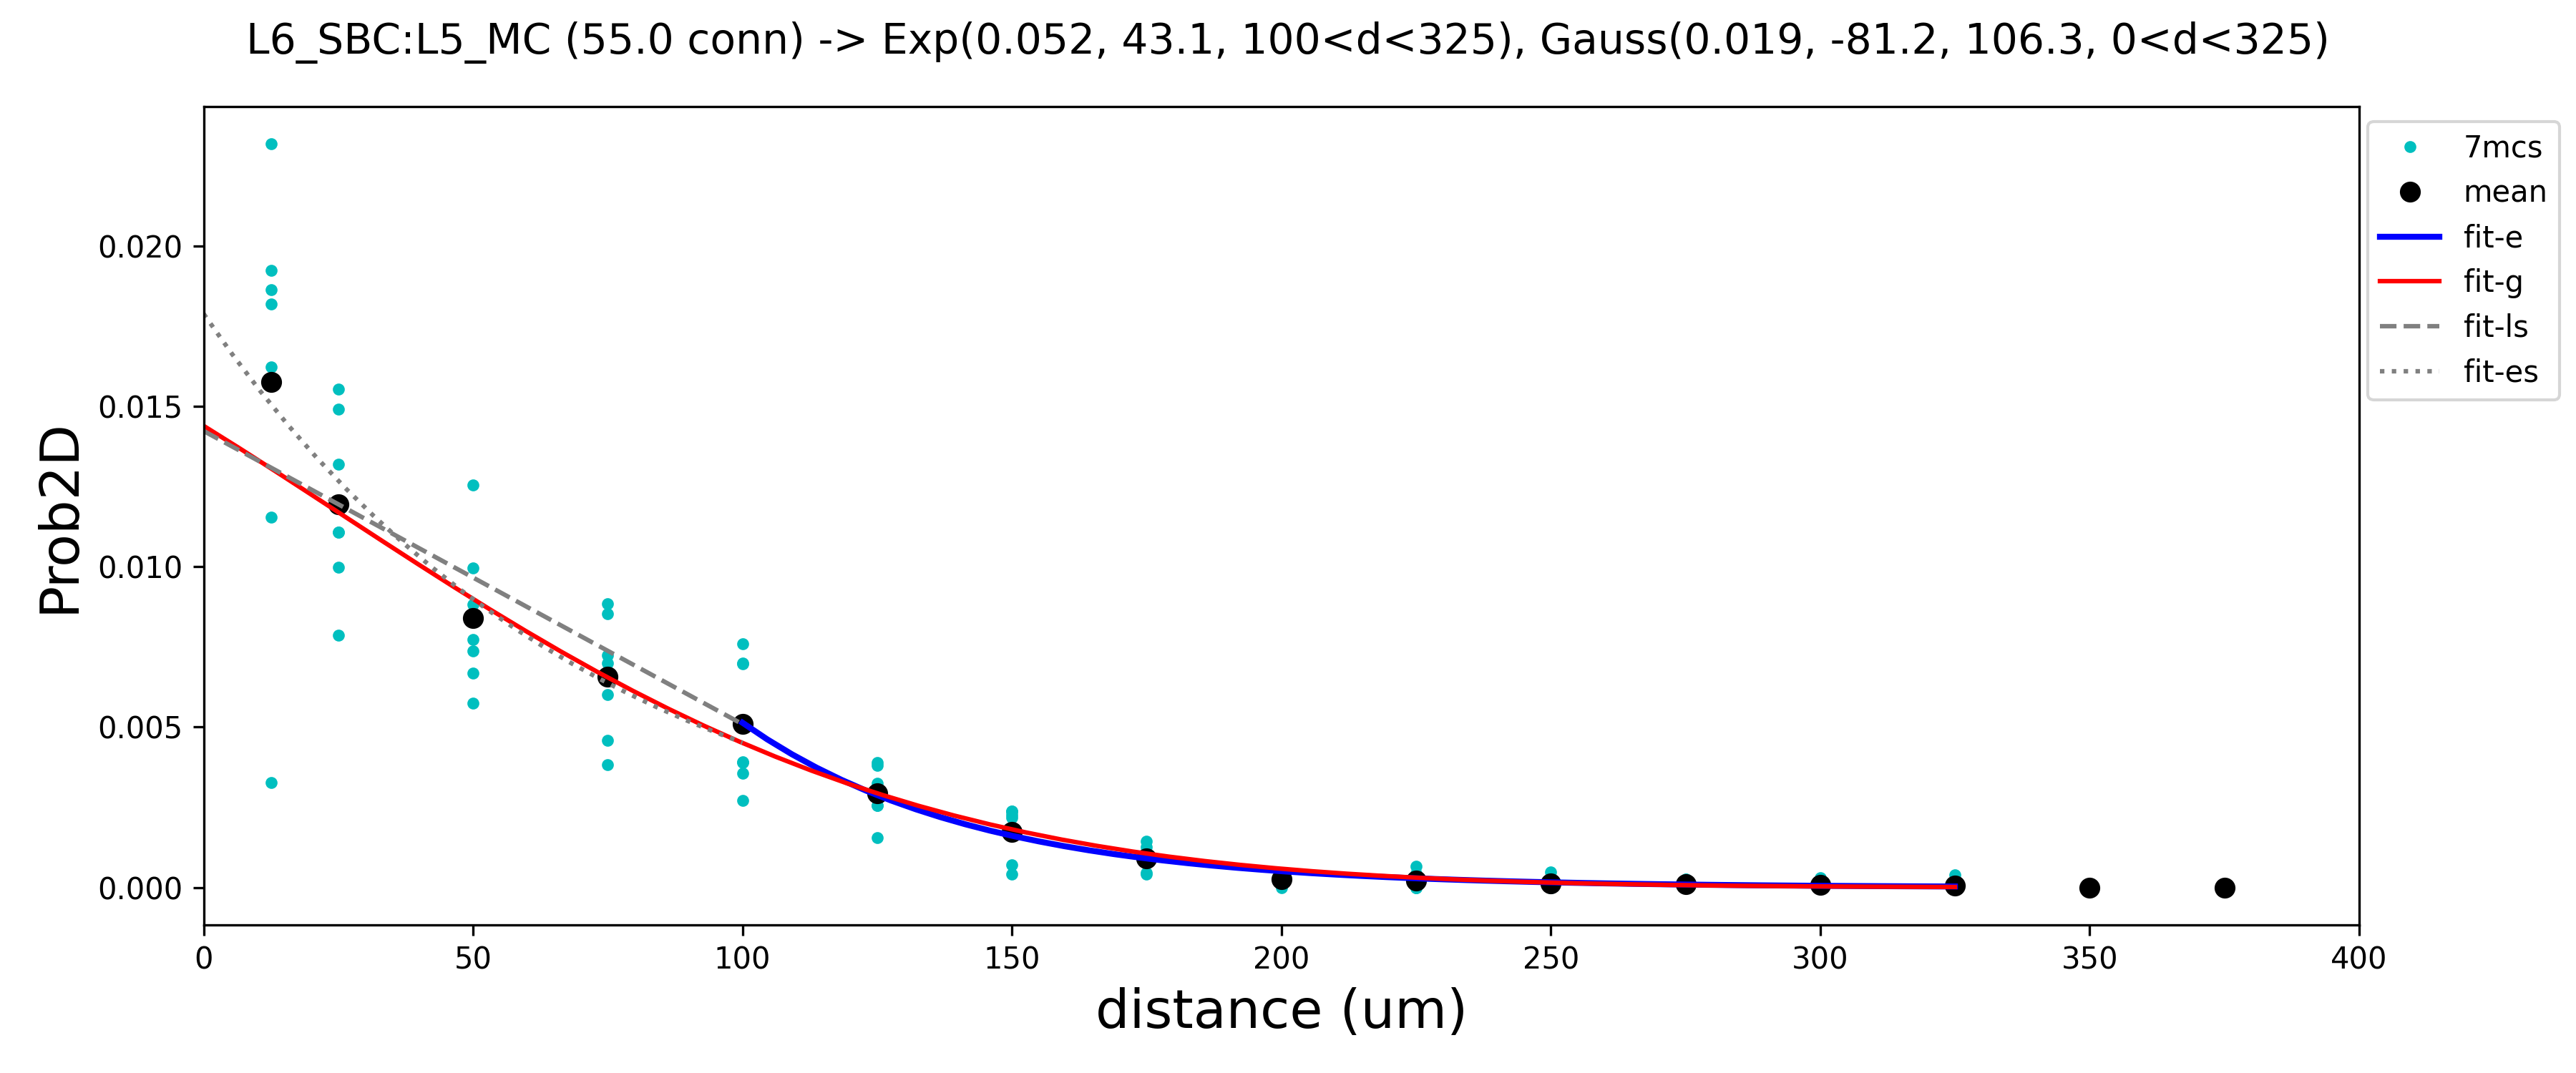 L6_SBC:L5_MC (55.0 conn) -> Exp(0.052, 43.1, 100<d<325), Gauss(0.019, -81.2, 106.3, 0<d<325)
7mcs
mean
fit-e
fit-g
fit-ls
fit-es
Prob2D
0.020
0.015
0.010
0.005
0.000
0 50 100 150 200 250 300 350 400
distance (um)